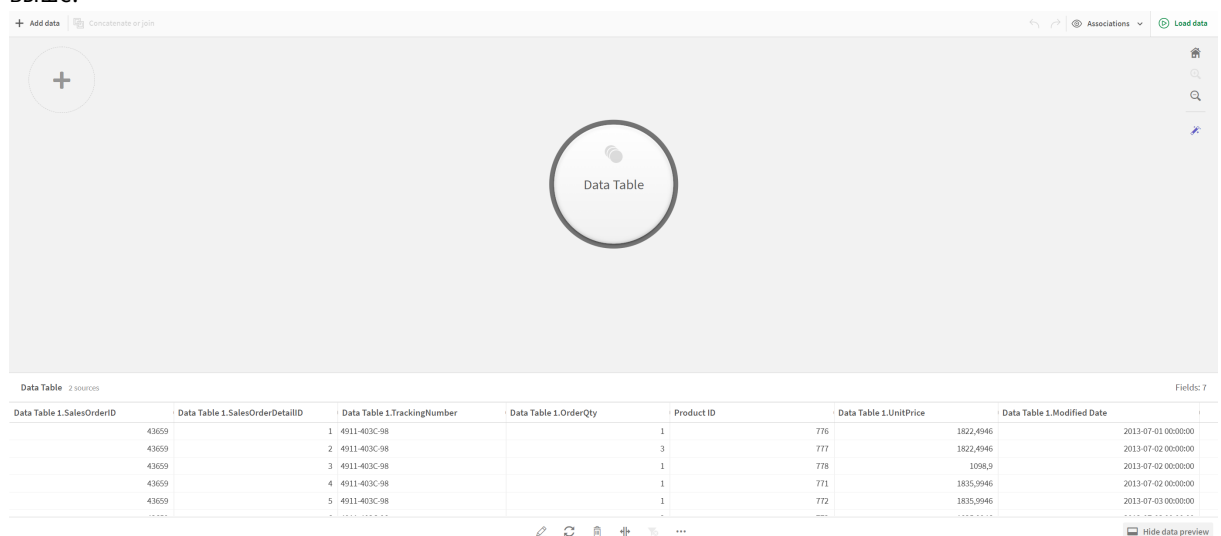 выше.
+ Add data Concatenate or join Associations Load data
Data Table
Data Table 2 sources Fields: 7
Data Table 1.SalesOrderID Data Table 1.SalesOrderDetailID Data Table 1.TrackingNumber Data Table 1.OrderQty Product ID Data Table 1.UnitPrice Data Table 1.Modified Date
43659 1 4911-403C-98 1 776 1822,4946 2013-07-01 00:00:00
43659 2 4911-403C-98 3 777 1822,4946 2013-07-02 00:00:00
43659 3 4911-403C-98 1 778 1098,9 2013-07-02 00:00:00
43659 4 4911-403C-98 1 771 1835,9946 2013-07-02 00:00:00
43659 5 4911-403C-98 1 772 1835,9946 2013-07-03 00:00:00
Hide data preview